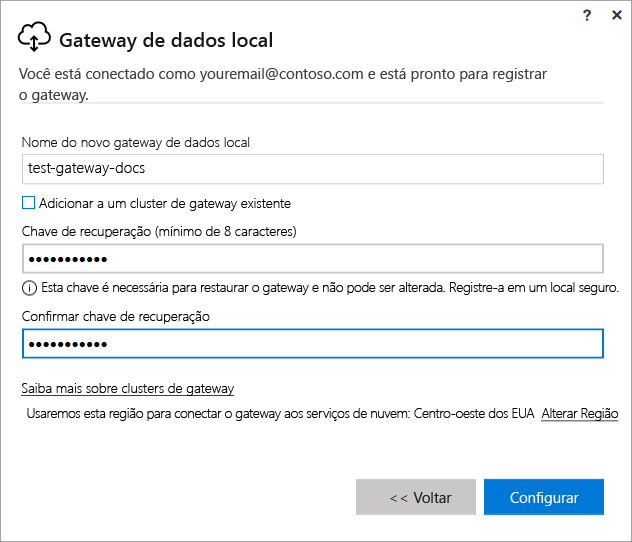 ? ×
Gateway de dados local
Você está conectado como youremail@contoso.com e está pronto para registrar
o gateway.
Nome do novo gateway de dados local
test-gateway-docs
Adicionar a um cluster de gateway existente
Chave de recuperação (mínimo de 8 caracteres)
•••••••••••
Esta chave é necessária para restaurar o gateway e não pode ser alterada. Registre-a em um local seguro.
Confirmar chave de recuperação
•••••••••••
Saiba mais sobre clusters de gateway
Usaremos esta região para conectar o gateway aos serviços de nuvem: Centro-oeste dos EUA Alterar Região
<< Voltar Configurar